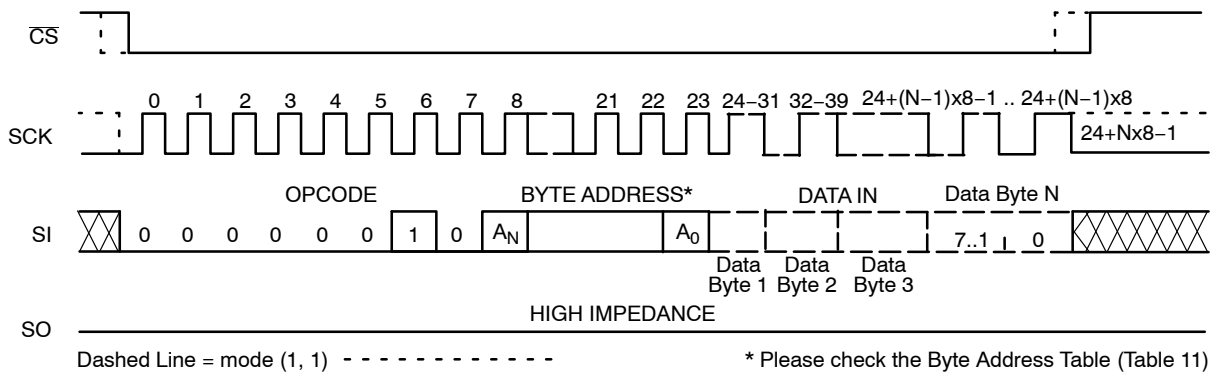 CS
0 1 2 3 4 5 6 7 8 21 22 23 24–31 32–39 24+(N–1)x8–1 .. 24+(N–1)x8
SCK
24+Nx8–1
OPCODE BYTE ADDRESS* DATA IN Data Byte N
SI 0 0 0 0 0 0 1 0 AN A0 7..1 0
Data Byte 1
Data Byte 2
Data Byte 3
HIGH IMPEDANCE
SO
Dashed Line = mode (1, 1)
* Please check the Byte Address Table (Table 11)